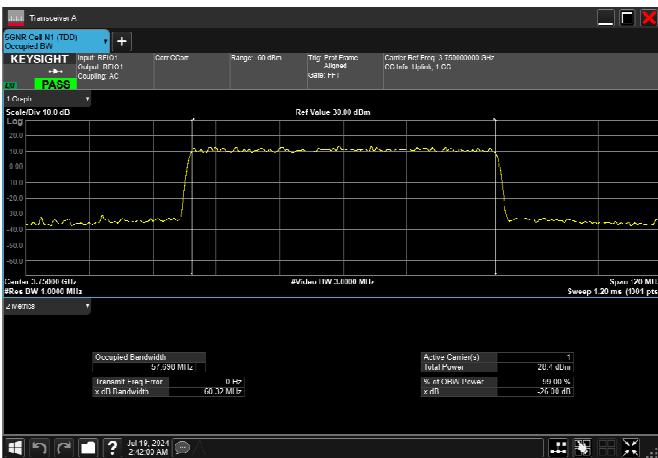 Transceiver A
5GNR Cell N1 (TDD)
Occupied BW
+
KEYSIGHT
PASS
Input: RFIO1
Output: RFIO1
Coupling: AC
Corr CCorr
Range: 60 dBm
Trig: Prot Frame
Aligned
Gate: FFT
Carrier Ref Freq: 3.750000000 GHz
CC Info: Uplink, 1 CC
1 Graph
Scale/Div 10.0 dB
Ref Value 30.00 dBm
Log
20.0
10.0
0.00
-10.0
-20.0
-30.0
-40.0
-50.0
-60.0
Center 3.75000 GHz
#Video BW 3.0000 MHz
#Res BW 1.0000 MHz
Sweep 1.20 ms (1301 pts
2 Metrics
Occupied Bandwidth
57.698 MHz
Transmit Freq Error
0 Hz
x dB Bandwidth
60.32 MHz
Active Carrier(s)
1
Total Power
28.4 dBm
% of OBW Power
99.00 %
x dB
-26.00 dB
?
Jul 19, 2024
2:42:00 AM